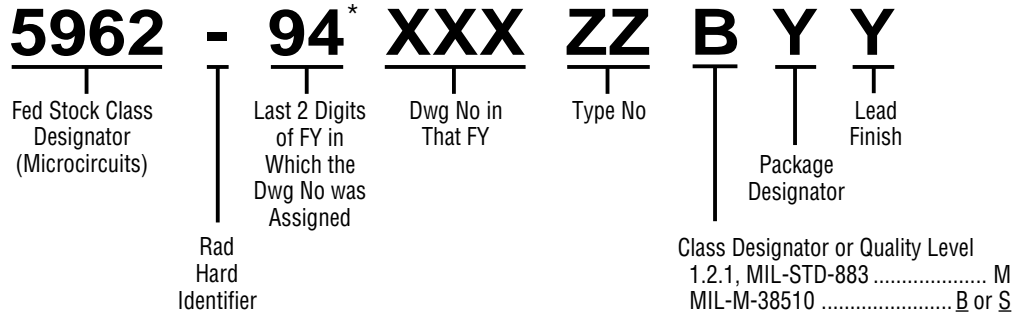 5962 - 94* XXX ZZ B Y Y
Fed Stock Class
Designator
(Microcircuits)
Rad
Hard
Identifier
Last 2 Digits
of FY in
Which the
Dwg No was
Assigned
Dwg No in
That FY
Type No
Class Designator or Quality Level
1.2.1, MIL-STD-883 ................... M
MIL-M-38510 ...................... B or S
Package
Designator
Lead
Finish